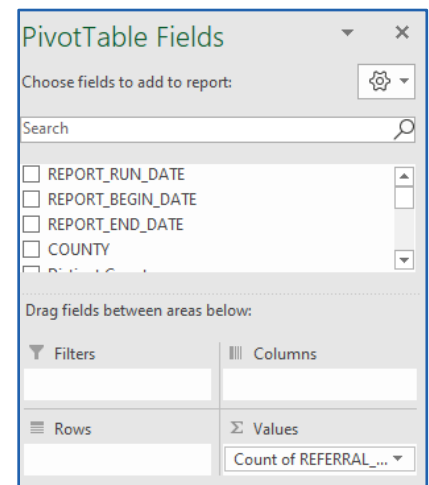 PivotTable Fields
Choose fields to add to report:
Search
REPORT_RUN_DATE
REPORT_BEGIN_DATE
REPORT_END_DATE
COUNTY
Drag fields between areas below:
Filters
Columns
Rows
Σ Values
Count of REFERRAL_...